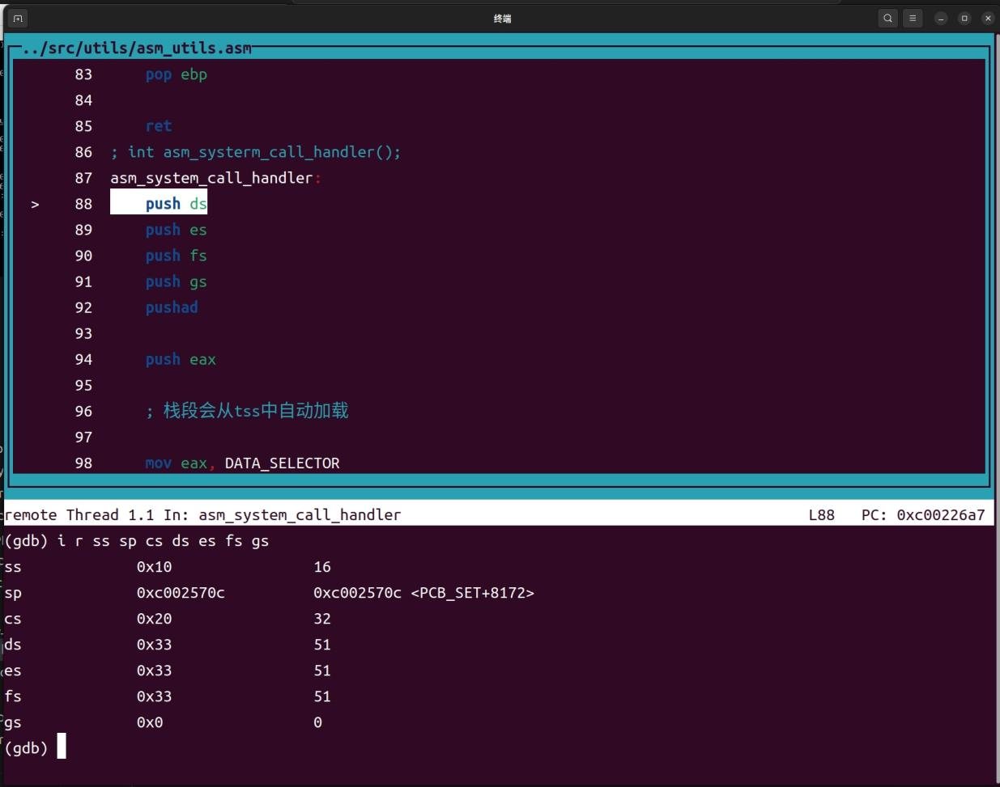 终端
../src/utils/asm_utils.asm
83 pop ebp
84
85 ret
86 ; int asm_systerm_call_handler();
87 asm_system_call_handler:
> 88 push ds
89 push es
90 push fs
91 push gs
92 pushad
93
94 push eax
95
96 ; 栈段会从tss中自动加载
97
98 mov eax, DATA_SELECTOR
remote Thread 1.1 In: asm_system_call_handler L88 PC: 0xc00226a7
(gdb) i r ss sp cs ds es fs gs
ss 0x10 16
sp 0xc002570c 0xc002570c <PCB_SET+8172>
cs 0x20 32
ds 0x33 51
es 0x33 51
fs 0x33 51
gs 0x0 0
(gdb)